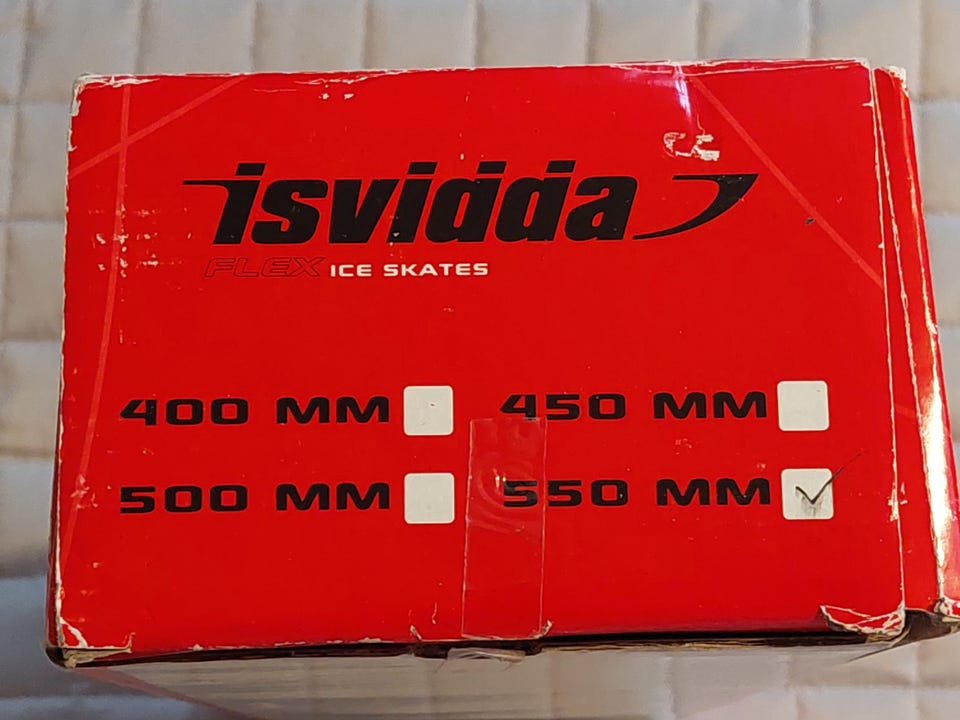 isvidda
FLEX ICE SKATES
400 MM 450 MM
500 MM 550 MM